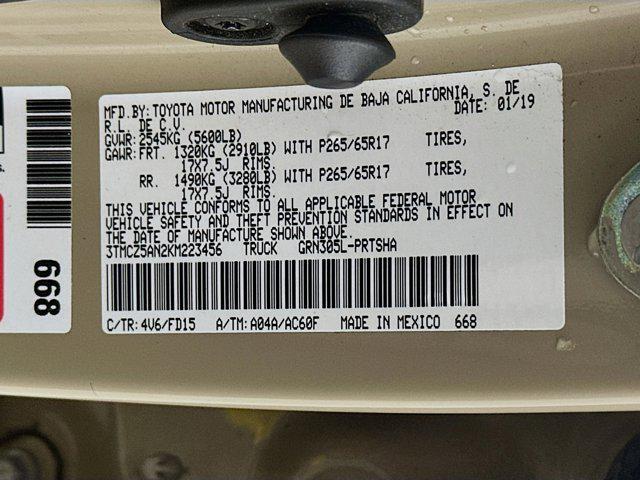 MFD.BY: TOYOTA MOTOR MANUFACTURING DE BAJA CALIFORNIA, S. DE
R.L. DE C.V. DATE: 01/19
GVWR: 2545KG (5600LB)
GAWR: FRT. 1320KG (2910LB) WITH P265/65R17 TIRES,
17X7.5J RIMS.
RR. 1490KG (3280LB) WITH P265/65R17 TIRES,
17X7.5J RIMS.
THIS VEHICLE CONFORMS TO ALL APPLICABLE FEDERAL MOTOR
VEHICLE SAFETY AND THEFT PREVENTION STANDARDS IN EFFECT ON
THE DATE OF MANUFACTURE SHOWN ABOVE.
3TMCZ5AN2KM223456 TRUCK GRN305L-PRTSHA
C/TR: 4V6/FD15 A/TM: A04A/AC60F MADE IN MEXICO 668
668
s.